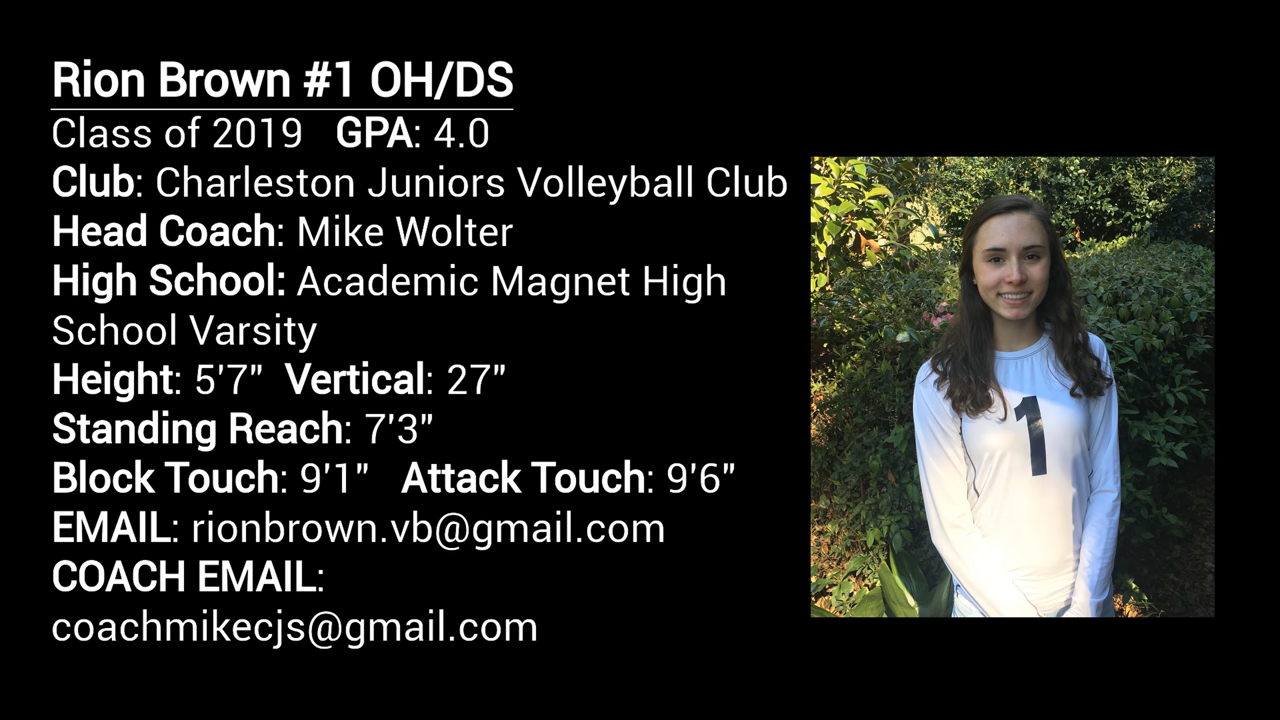 Rion Brown #1 OH/DS
Class of 2019 GPA: 4.0
Club: Charleston Juniors Volleyball Club
Head Coach: Mike Wolter
High School: Academic Magnet High
School Varsity
Height: 5'7" Vertical: 27"
Standing Reach: 7'3"
Block Touch: 9'1" Attack Touch: 9'6"
EMAIL: rionbrown.vb@gmail.com
COACH EMAIL:
coachmikecjs@gmail.com
1